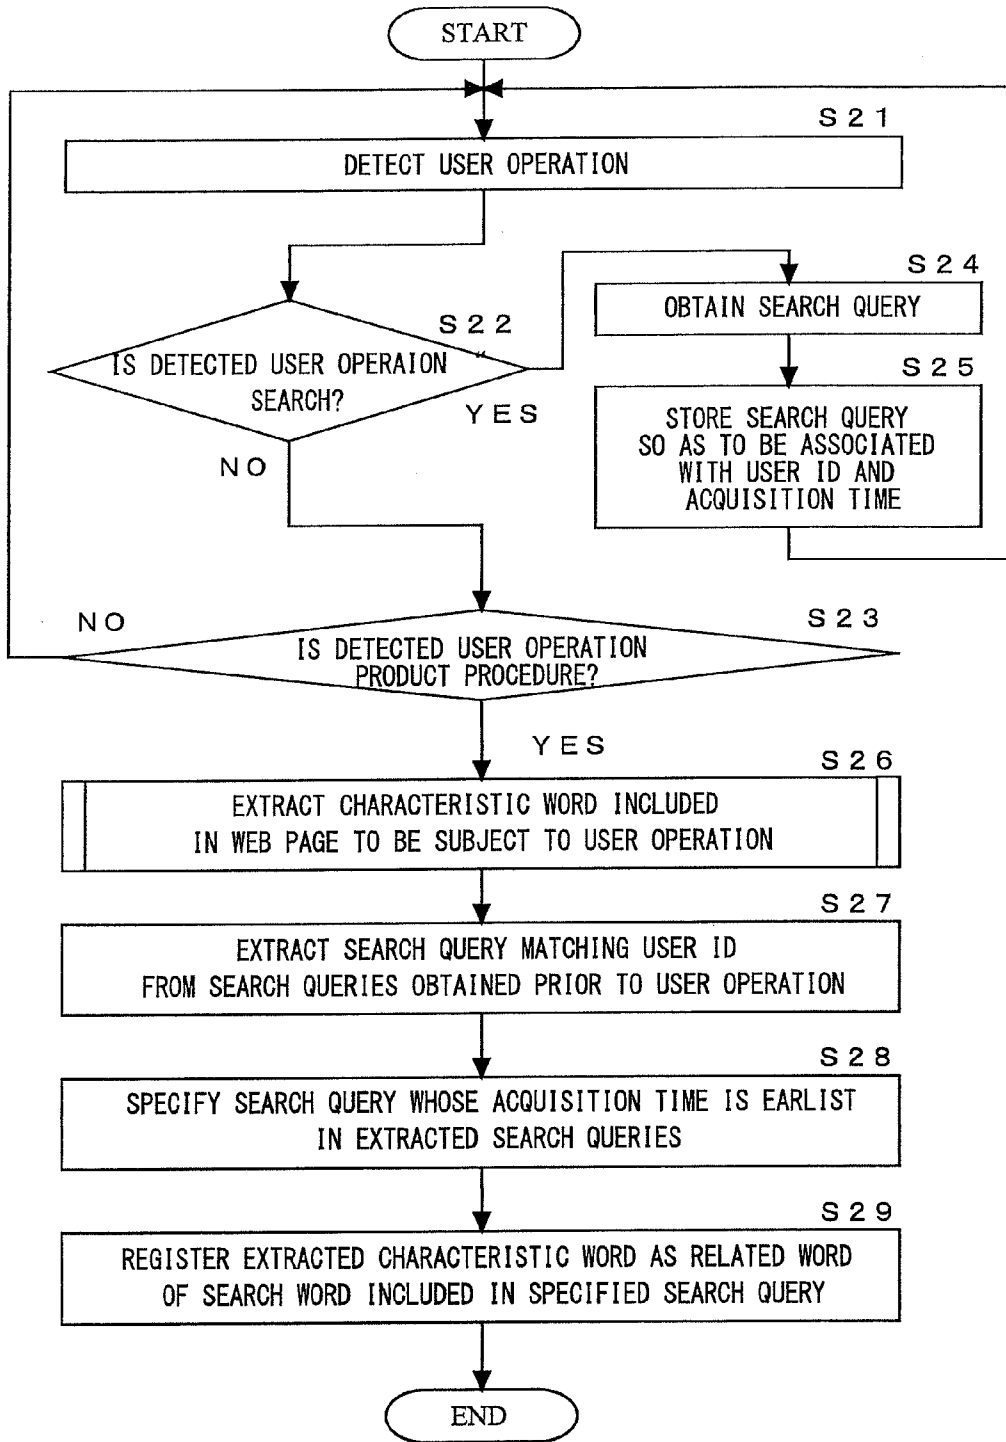 START
S21
DETECT USER OPERATION
S22
IS DETECTED USER OPERAION
SEARCH?
YES
NO
S24
OBTAIN SEARCH QUERY
S25
STORE SEARCH QUERY
SO AS TO BE ASSOCIATED
WITH USER ID AND
ACQUISITION TIME
S23
IS DETECTED USER OPERATION
PRODUCT PROCEDURE?
NO
YES
S26
EXTRACT CHARACTERISTIC WORD INCLUDED
IN WEB PAGE TO BE SUBJECT TO USER OPERATION
S27
EXTRACT SEARCH QUERY MATCHING USER ID
FROM SEARCH QUERIES OBTAINED PRIOR TO USER OPERATION
S28
SPECIFY SEARCH QUERY WHOSE ACQUISITION TIME IS EARLIST
IN EXTRACTED SEARCH QUERIES
S29
REGISTER EXTRACTED CHARACTERISTIC WORD AS RELATED WORD
OF SEARCH WORD INCLUDED IN SPECIFIED SEARCH QUERY
END